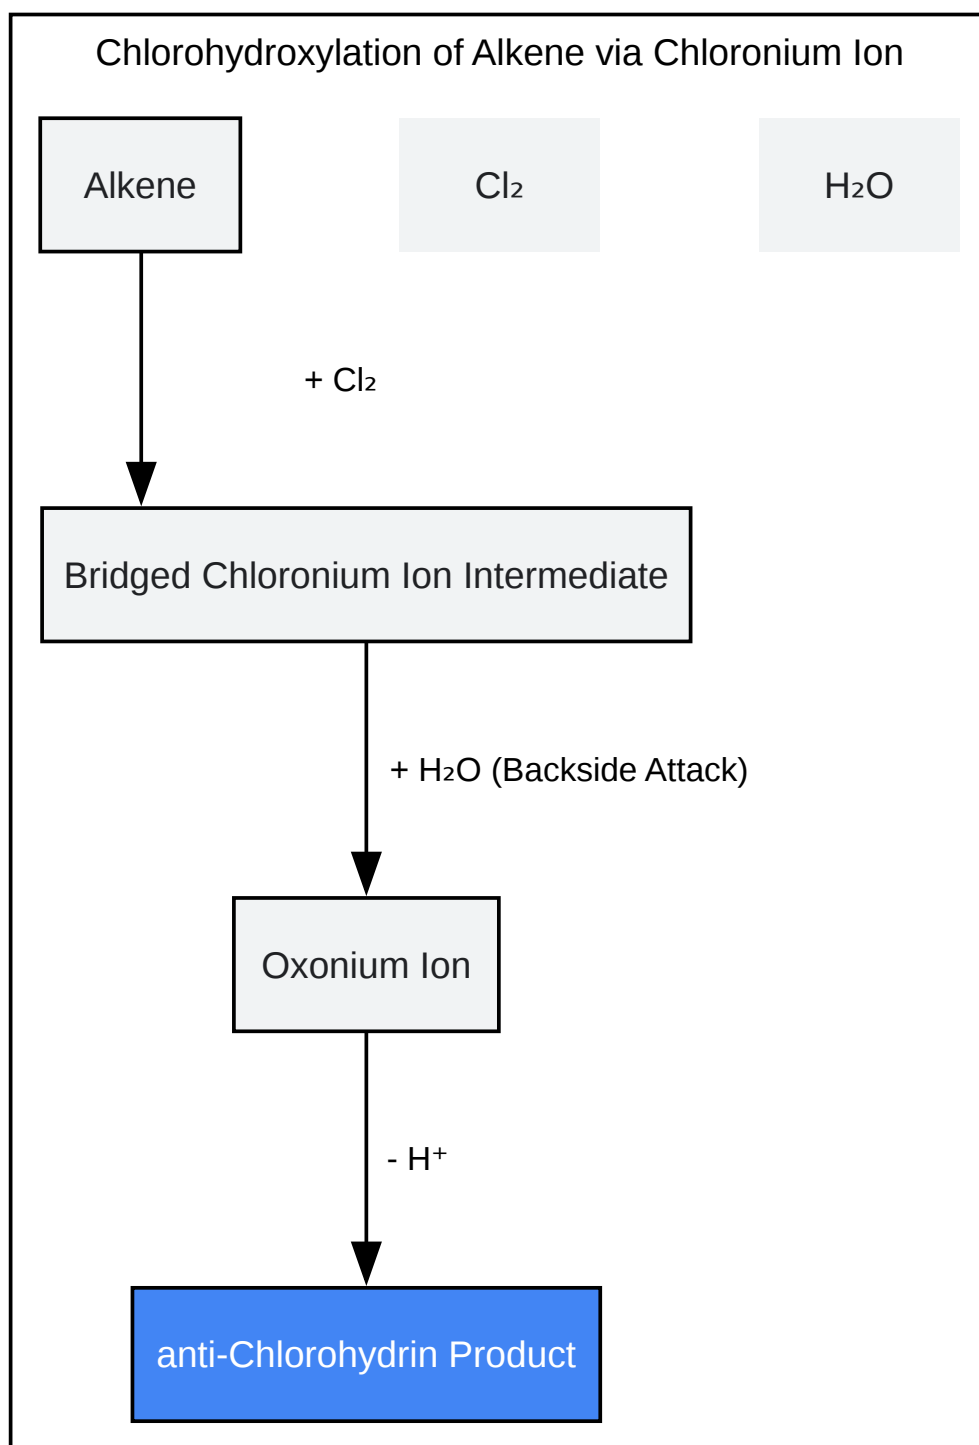 Chlorohydroxylation of Alkene via Chloronium Ion
Alkene
Cl₂
H₂O
+ Cl₂
Bridged Chloronium Ion Intermediate
+ H₂O (Backside Attack)
Oxonium Ion
- H⁺
anti-Chlorohydrin Product